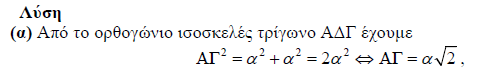 Λύση
(α) Από το ορθογώνιο ισοσκελές τρίγωνο ΑΔΓ έχουμε
ΑΓ² = α² + α² = 2α² ⇔ ΑΓ = α√2 ,